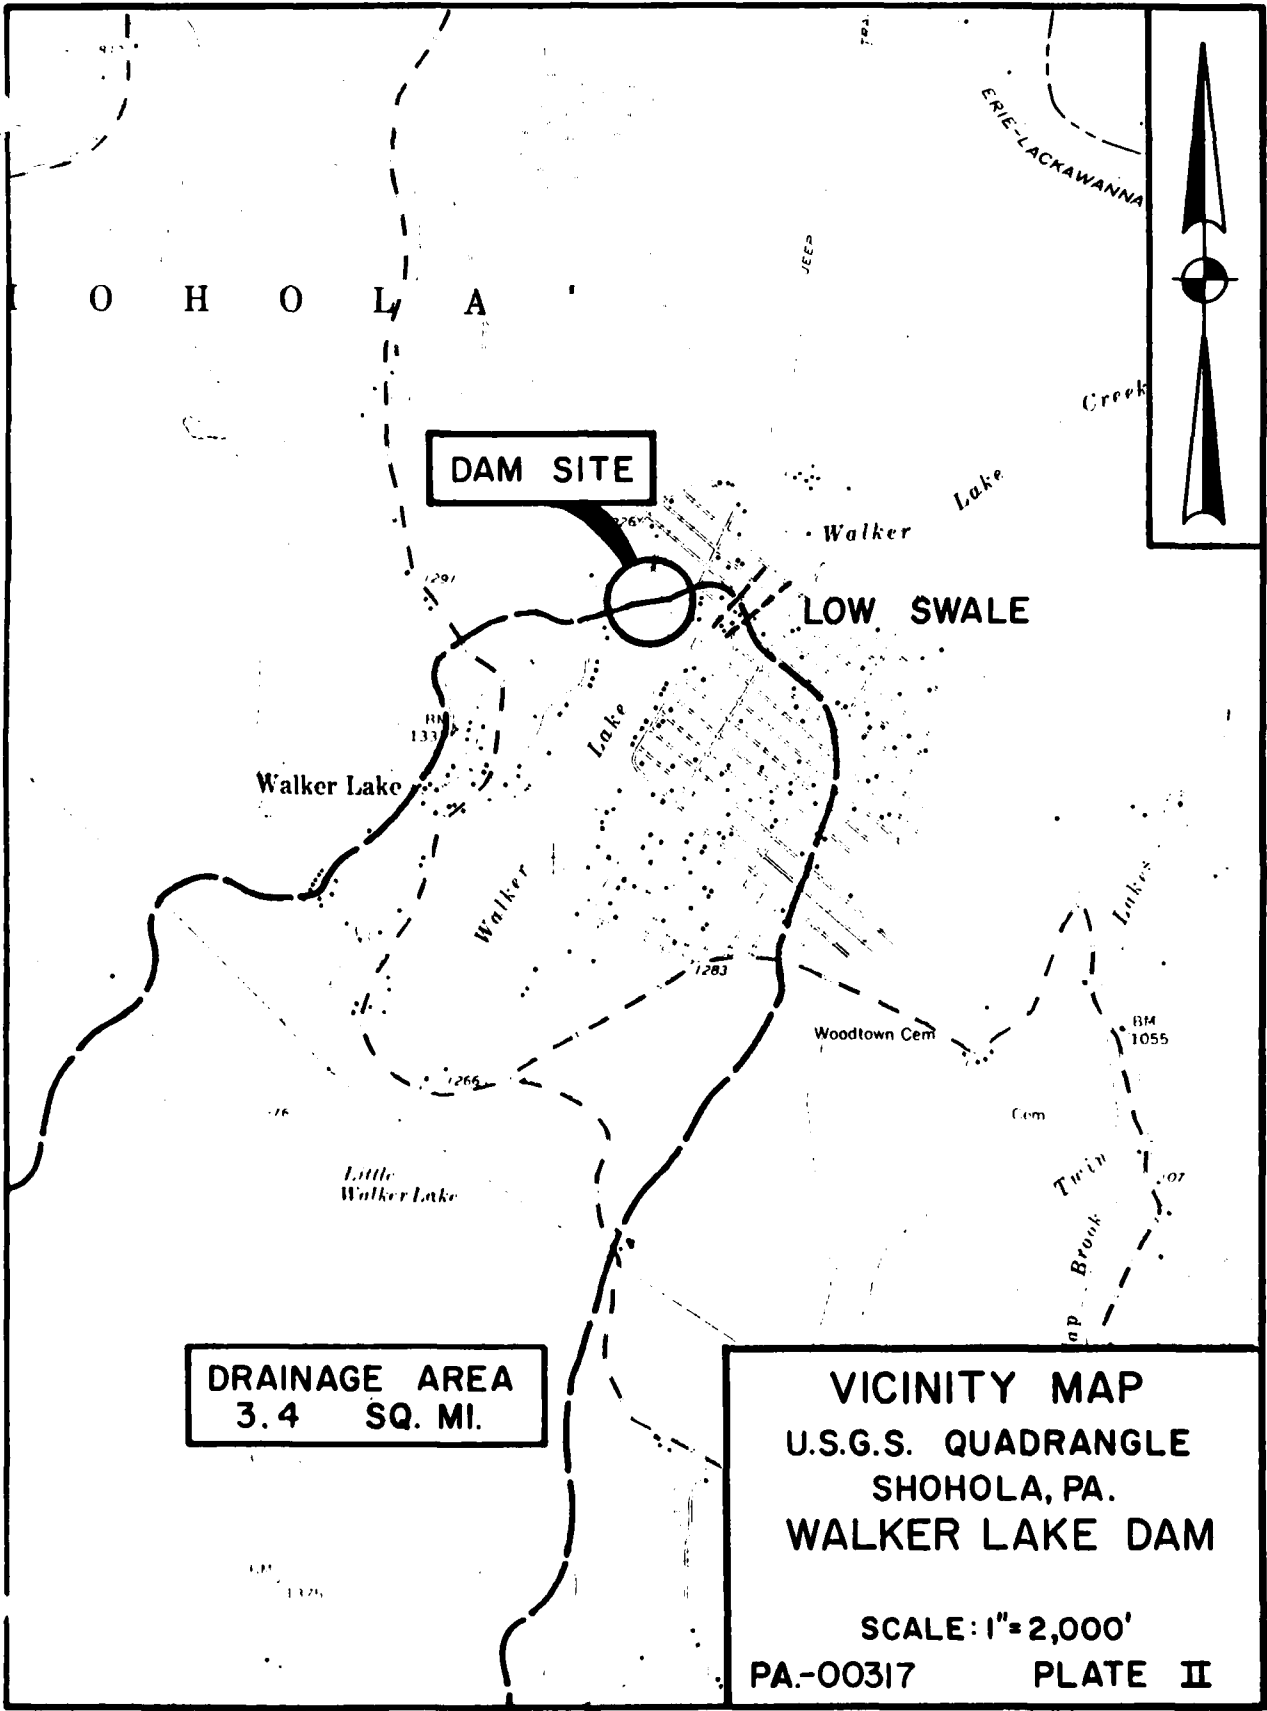 TRA
ERIE-LACKAWANNA
JEEP
O H O L A
Creek
DAM SITE
Lake
Walker
1297
LOW SWALE
Lake
Walker Lake
Walker
Lakes
1283
Woodtown Cem
BM
1055
1266
Cem
Little
Walker Lake
Twin
Brook
DRAINAGE AREA
3.4 SQ. MI.
VICINITY MAP
U.S.G.S. QUADRANGLE
SHOHOLA, PA.
WALKER LAKE DAM
SCALE: 1"=2,000'
PA.-00317 PLATE II